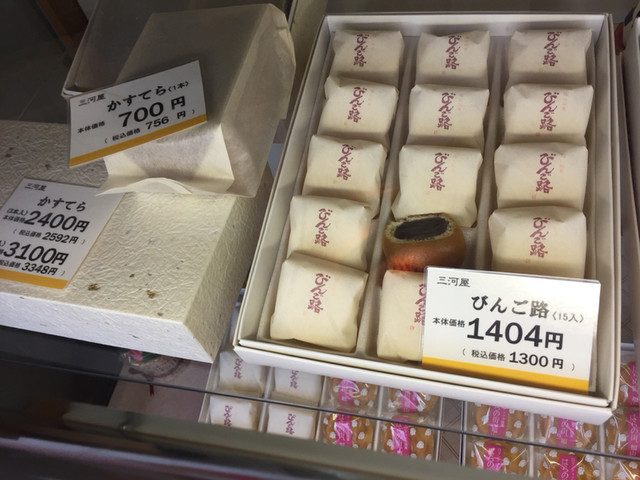 三河屋
かすてら(1本)
本体価格 700円
( 税込価格 756 円)
三河屋
かすてら
(3本入)
本体価格 2400円
( 税込価格 2592円)
3100円
税込価格 3348円)
びんご路
びんご路
びんご路
びんご路
びんご路
びんご路
びんご路
びんご路
びんご路
びんご路
びんご路
びんご路
びんご路
三河屋
びんご路(15入)
本体価格 1404円
( 税込価格 1300 円)